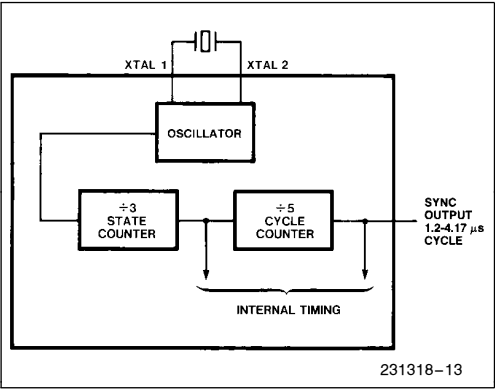 XTAL 1
XTAL 2
OSCILLATOR
÷3
STATE
COUNTER
÷5
CYCLE
COUNTER
SYNC
OUTPUT
1.2-4.17 μs
CYCLE
INTERNAL TIMING
231318–13